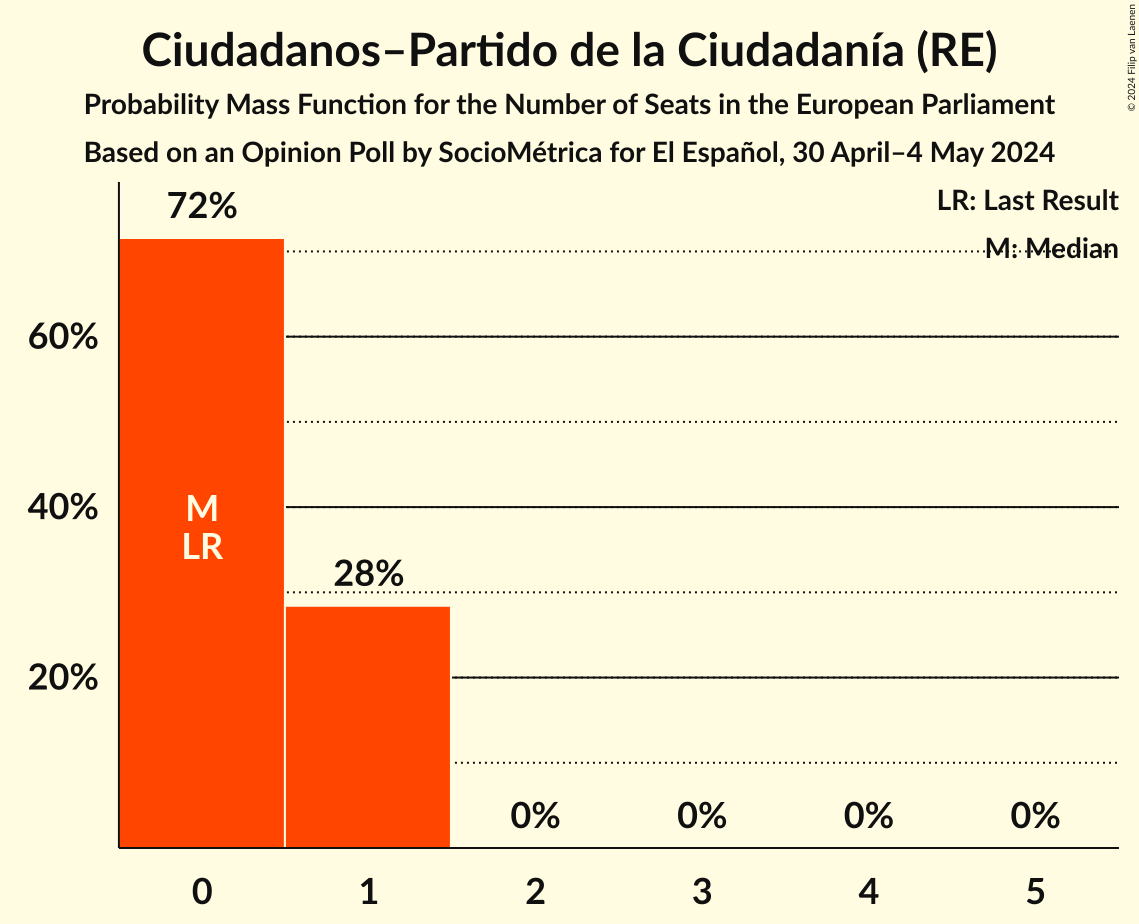 Ciudadanos–Partido de la Ciudadanía (RE)
Probability Mass Function for the Number of Seats in the European Parliament
Based on an Opinion Poll by SocioMétrica for El Español, 30 April–4 May 2024
© 2024 Filip van Laenen
LR: Last Result
M: Median
72%
60%
40%
20%
M
LR
28%
0%
0%
0%
0%
0
1
2
3
4
5